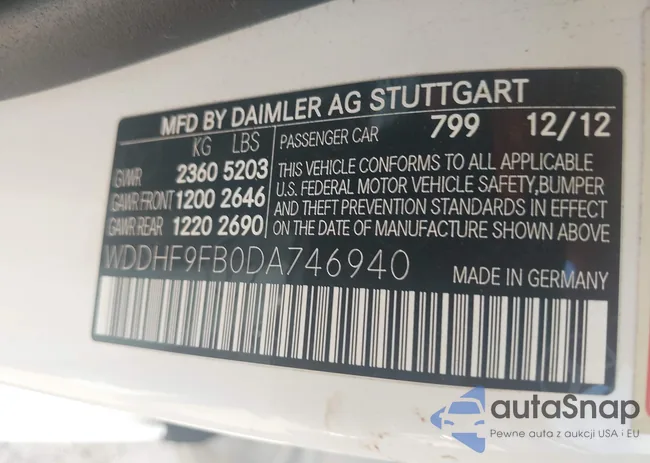 MFD BY DAIMLER AG STUTTGART
KG LBS
GVWR 2360 5203
GAWR FRONT 1200 2646
GAWR REAR 1220 2690
PASSENGER CAR 799 12/12
THIS VEHICLE CONFORMS TO ALL APPLICABLE
U.S. FEDERAL MOTOR VEHICLE SAFETY,BUMPER
AND THEFT PREVENTION STANDARDS IN EFFECT
ON THE DATE OF MANUFACTURE SHOWN ABOVE
WDDHF9FB0DA746940
MADE IN GERMANY
autaSnap
Pewne auta z aukcji USA i EU